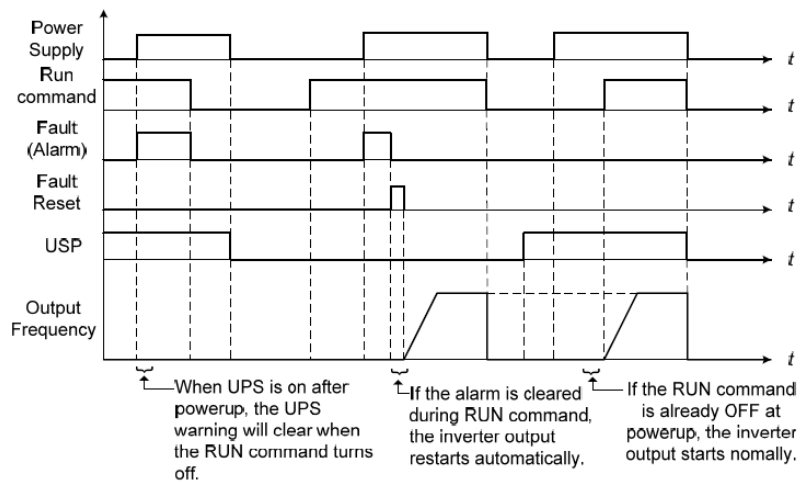 Power
Supply
t
Run
command
t
Fault
(Alarm)
t
Fault
Reset
t
USP
t
Output
Frequency
t
When UPS is on after
powerup, the UPS
warning will clear when
the RUN command turns
off.
If the alarm is cleared
during RUN command,
the inverter output
restarts automatically.
If the RUN command
is already OFF at
powerup, the inverter
output starts nomally.